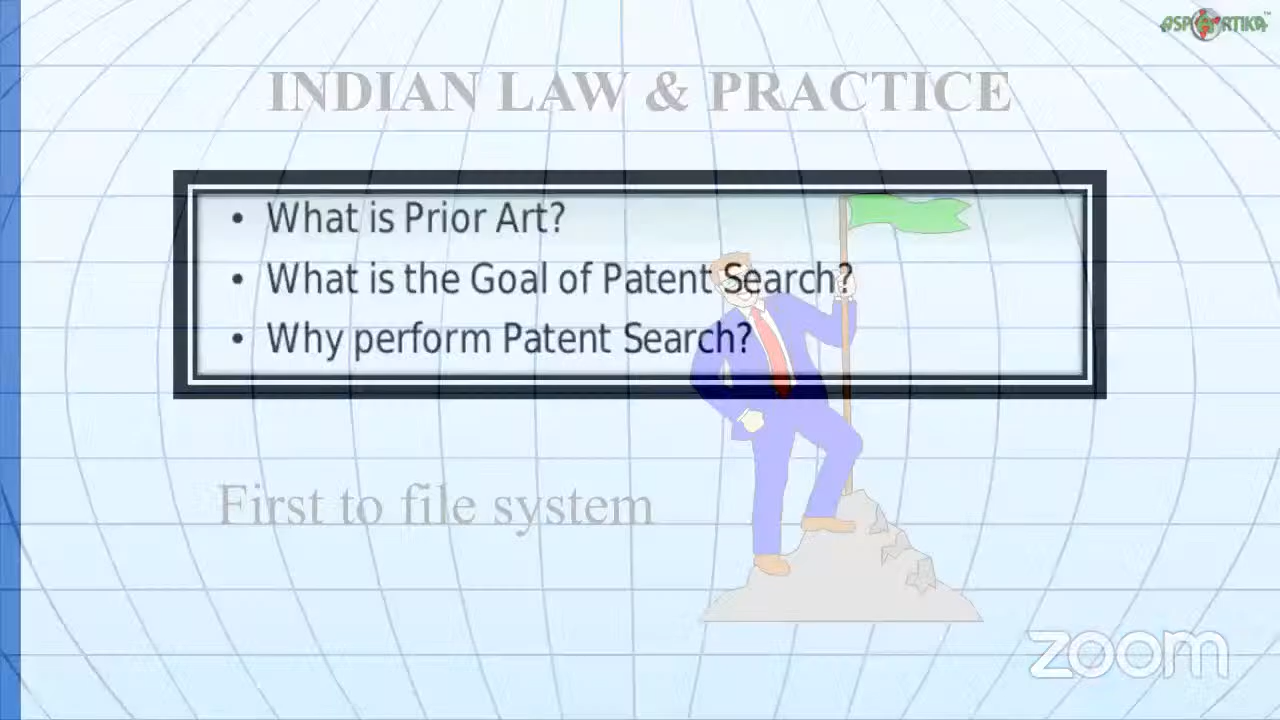 ASPARTIKA™
INDIAN LAW & PRACTICE
• What is Prior Art?
• What is the Goal of Patent Search?
• Why perform Patent Search?
First to file system
zoom